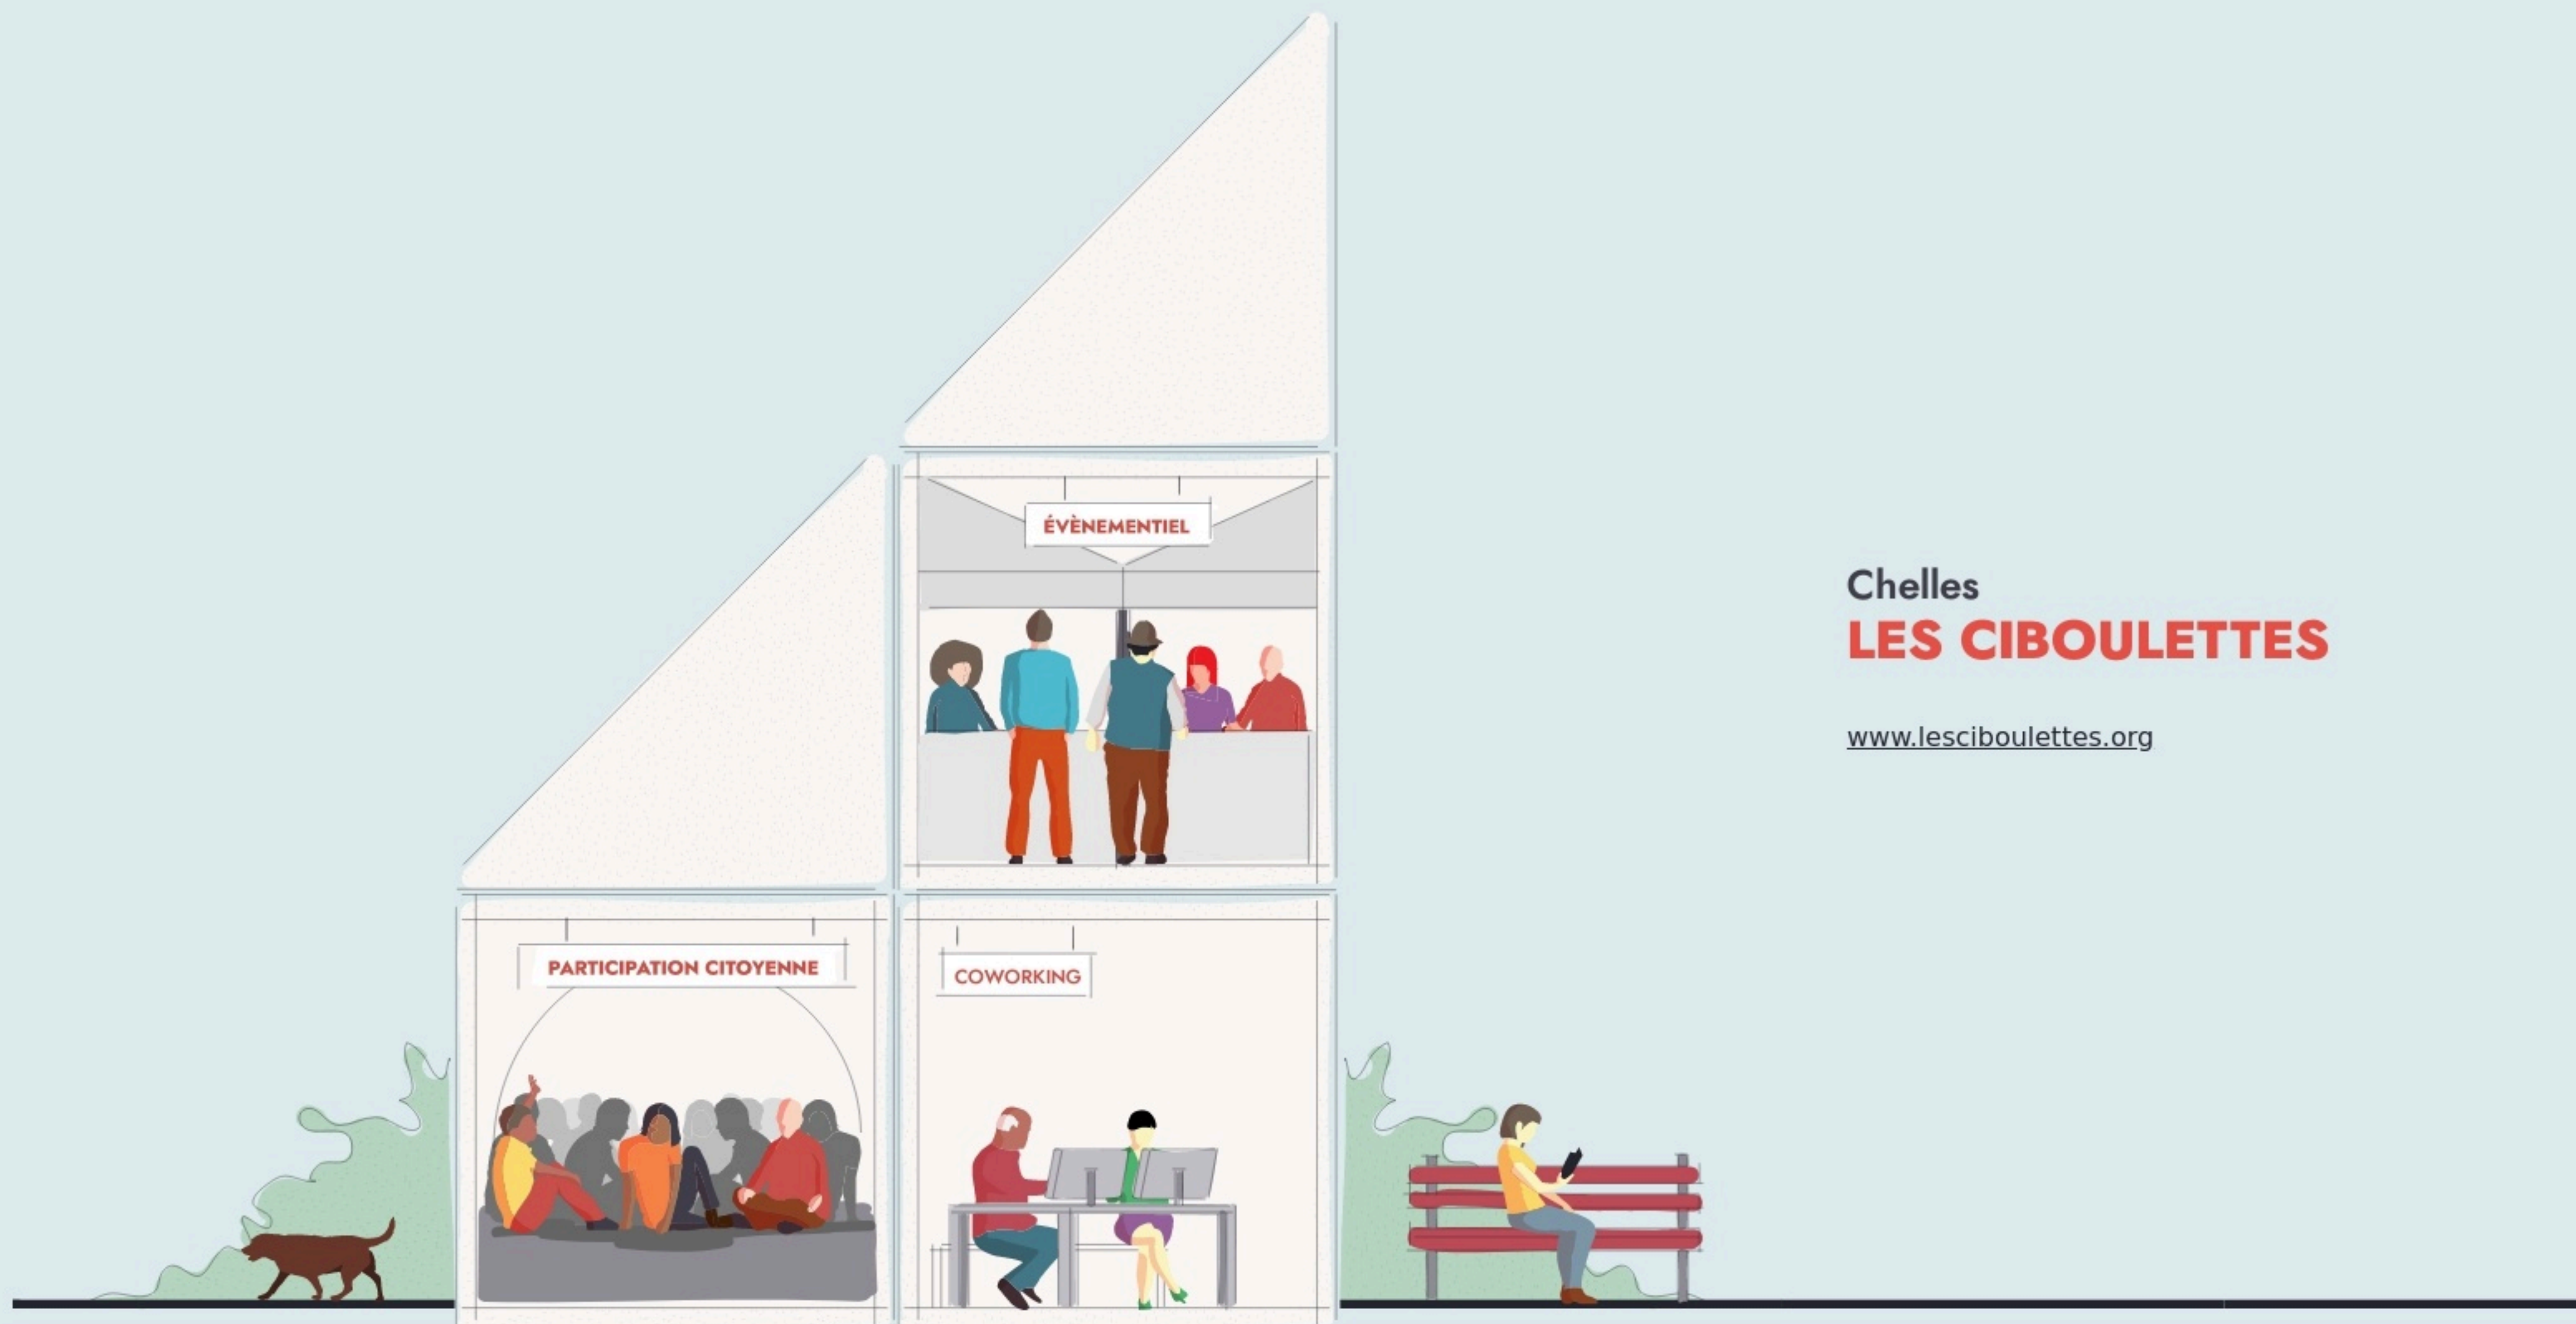 ÉVÈNEMENTIEL
Chelles
LES CIBOULETTES
www.lesciboulettes.org
PARTICIPATION CITOYENNE
COWORKING